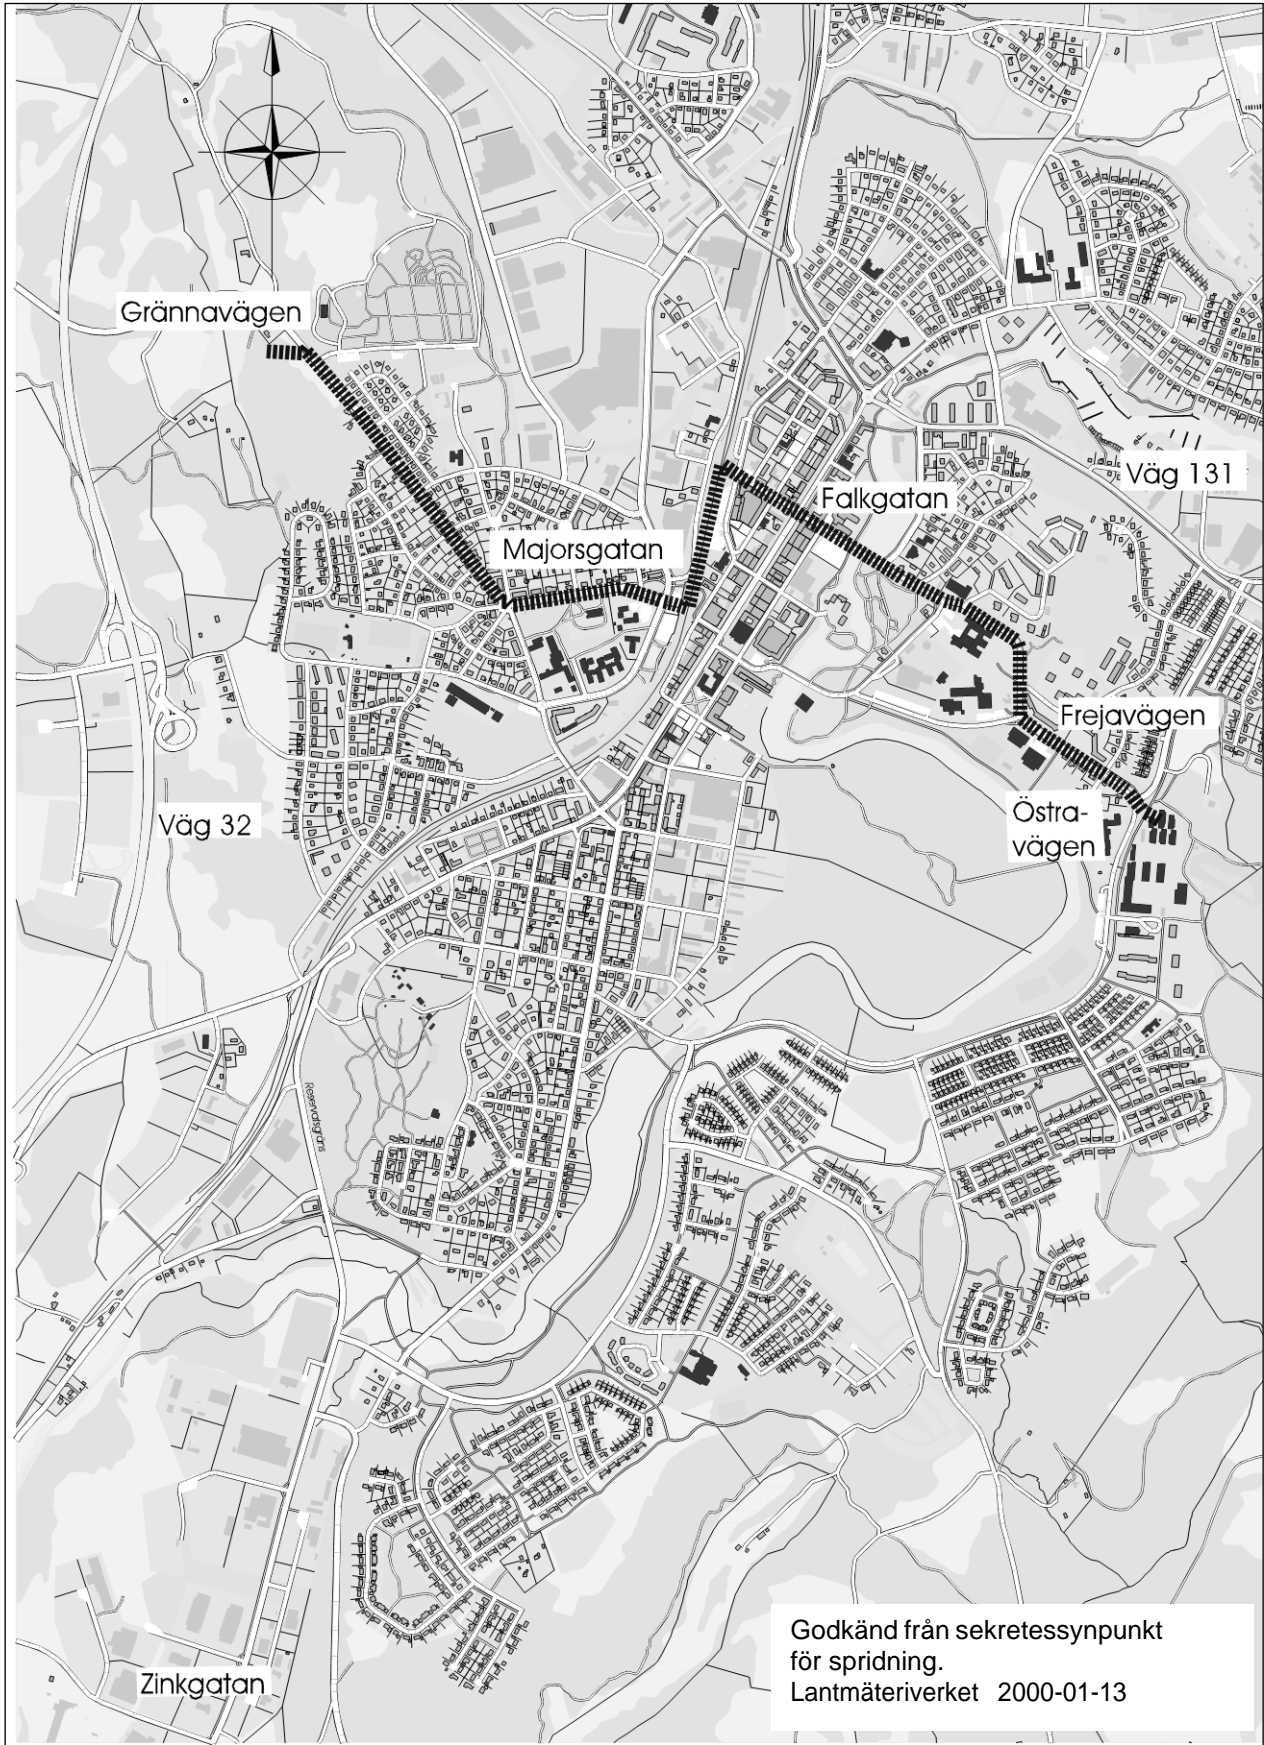 Grännavägen
Väg 131
Falkgatan
Majorsgatan
Frejavägen
Östra-
vägen
Väg 32
Reservatsgräns
Zinkgatan
Godkänd från sekretessynpunkt
för spridning.
Lantmäteriverket 2000-01-13